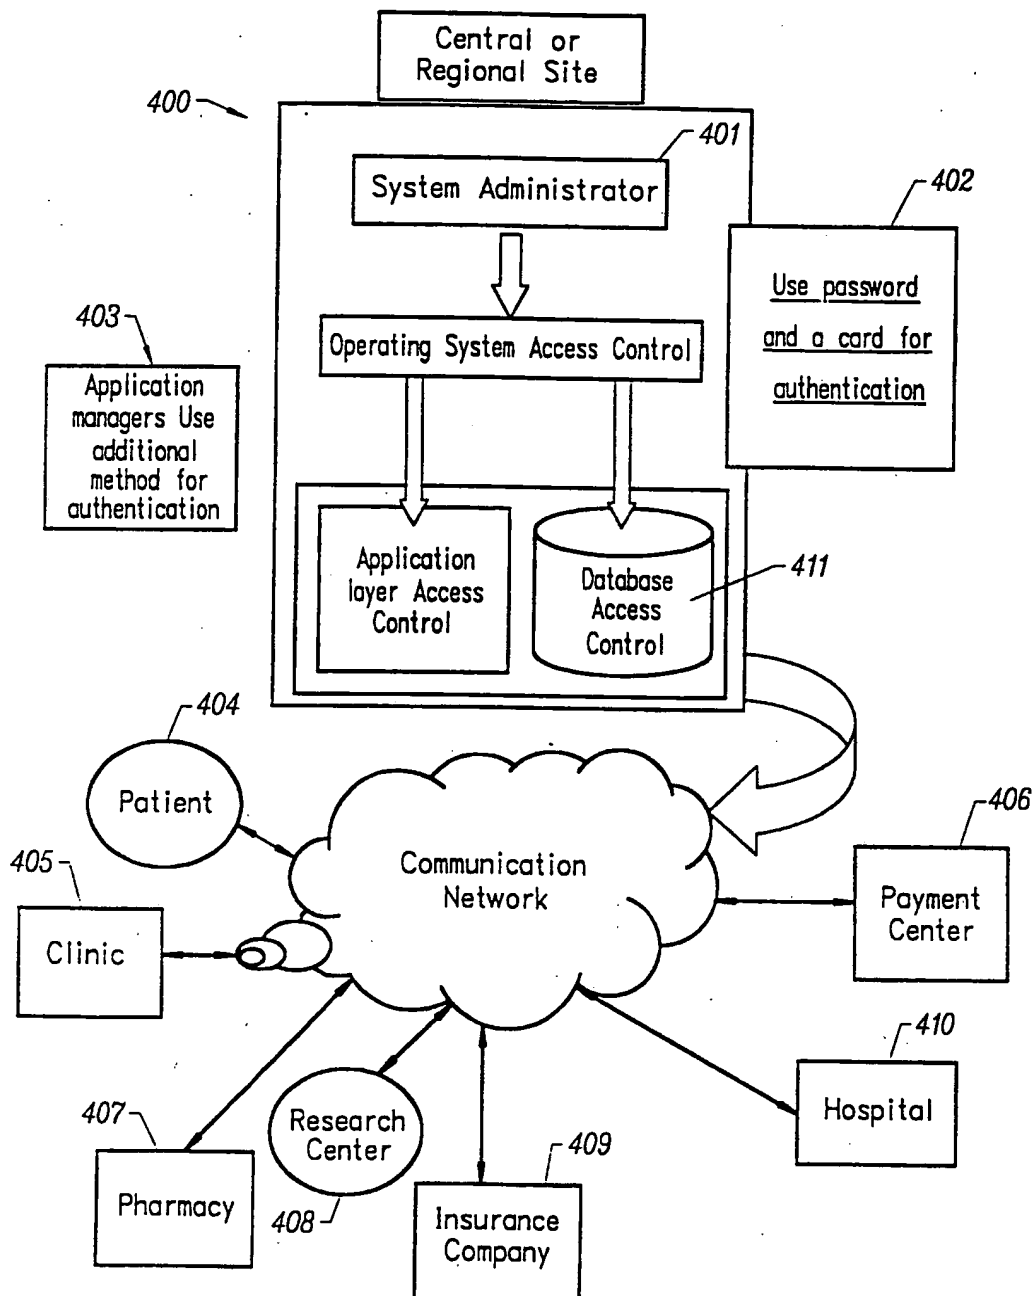 Central or
Regional Site
400
401
System Administrator
402
Use password
and a card for
authentication
Operating System Access Control
403
Application
managers Use
additional
method for
authentication
Application
layer Access
Control
Database
Access
Control
411
404
Patient
405
Clinic
Communication
Network
406
Payment
Center
407
Pharmacy
Research
Center
408
409
Insurance
Company
410
Hospital